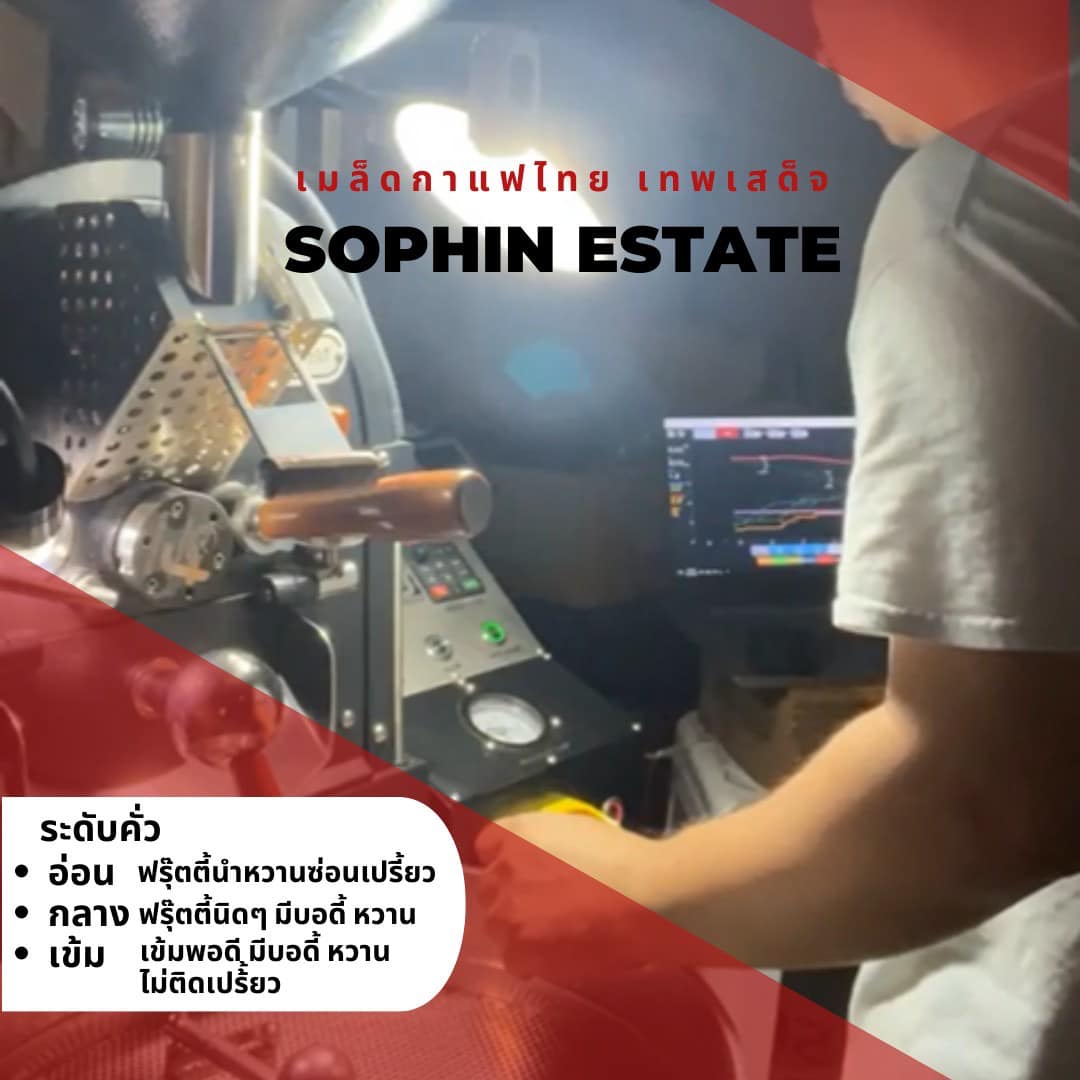 เมล็ดกาแฟไทย เทพเสด็จ
SOPHIN ESTATE
ระดับคั่ว
• อ่อน ฟรุ๊ตตี้นำหวานซ่อนเปรี้ยว
• กลาง ฟรุ๊ตตี้นิดๆ มีบอดี้ หวาน
• เข้ม เข้มพอดี มีบอดี้ หวาน
ไม่ติดเปรี้ยว